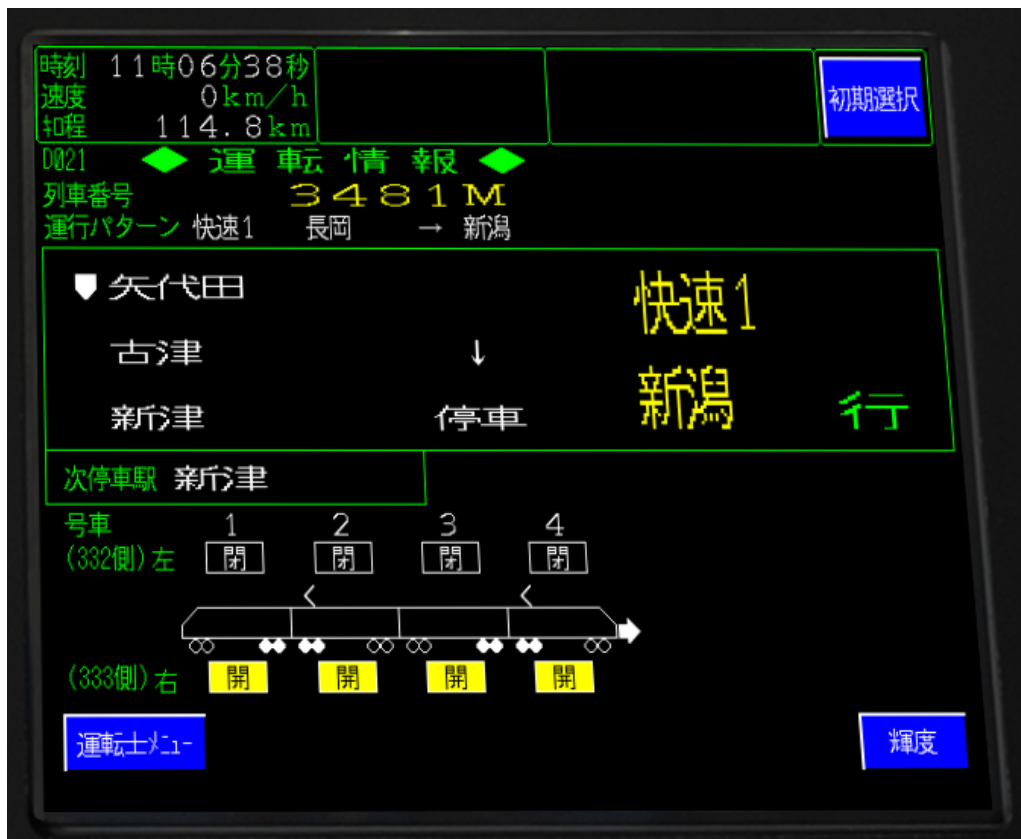 時刻 11時06分38秒
速度 0km/h
キロ程 114.8km
初期選択
D021 ◆ 運転情報 ◆
列車番号 3481M
運行パターン 快速1 長岡 → 新潟
矢代田
古津 ↓
新津 停車
快速1
新潟 行
次停車駅 新津
号車 1 2 3 4
(332側)左 閉 閉 閉 閉
(333側)右 開 開 開 開
運転士メニュー
輝度